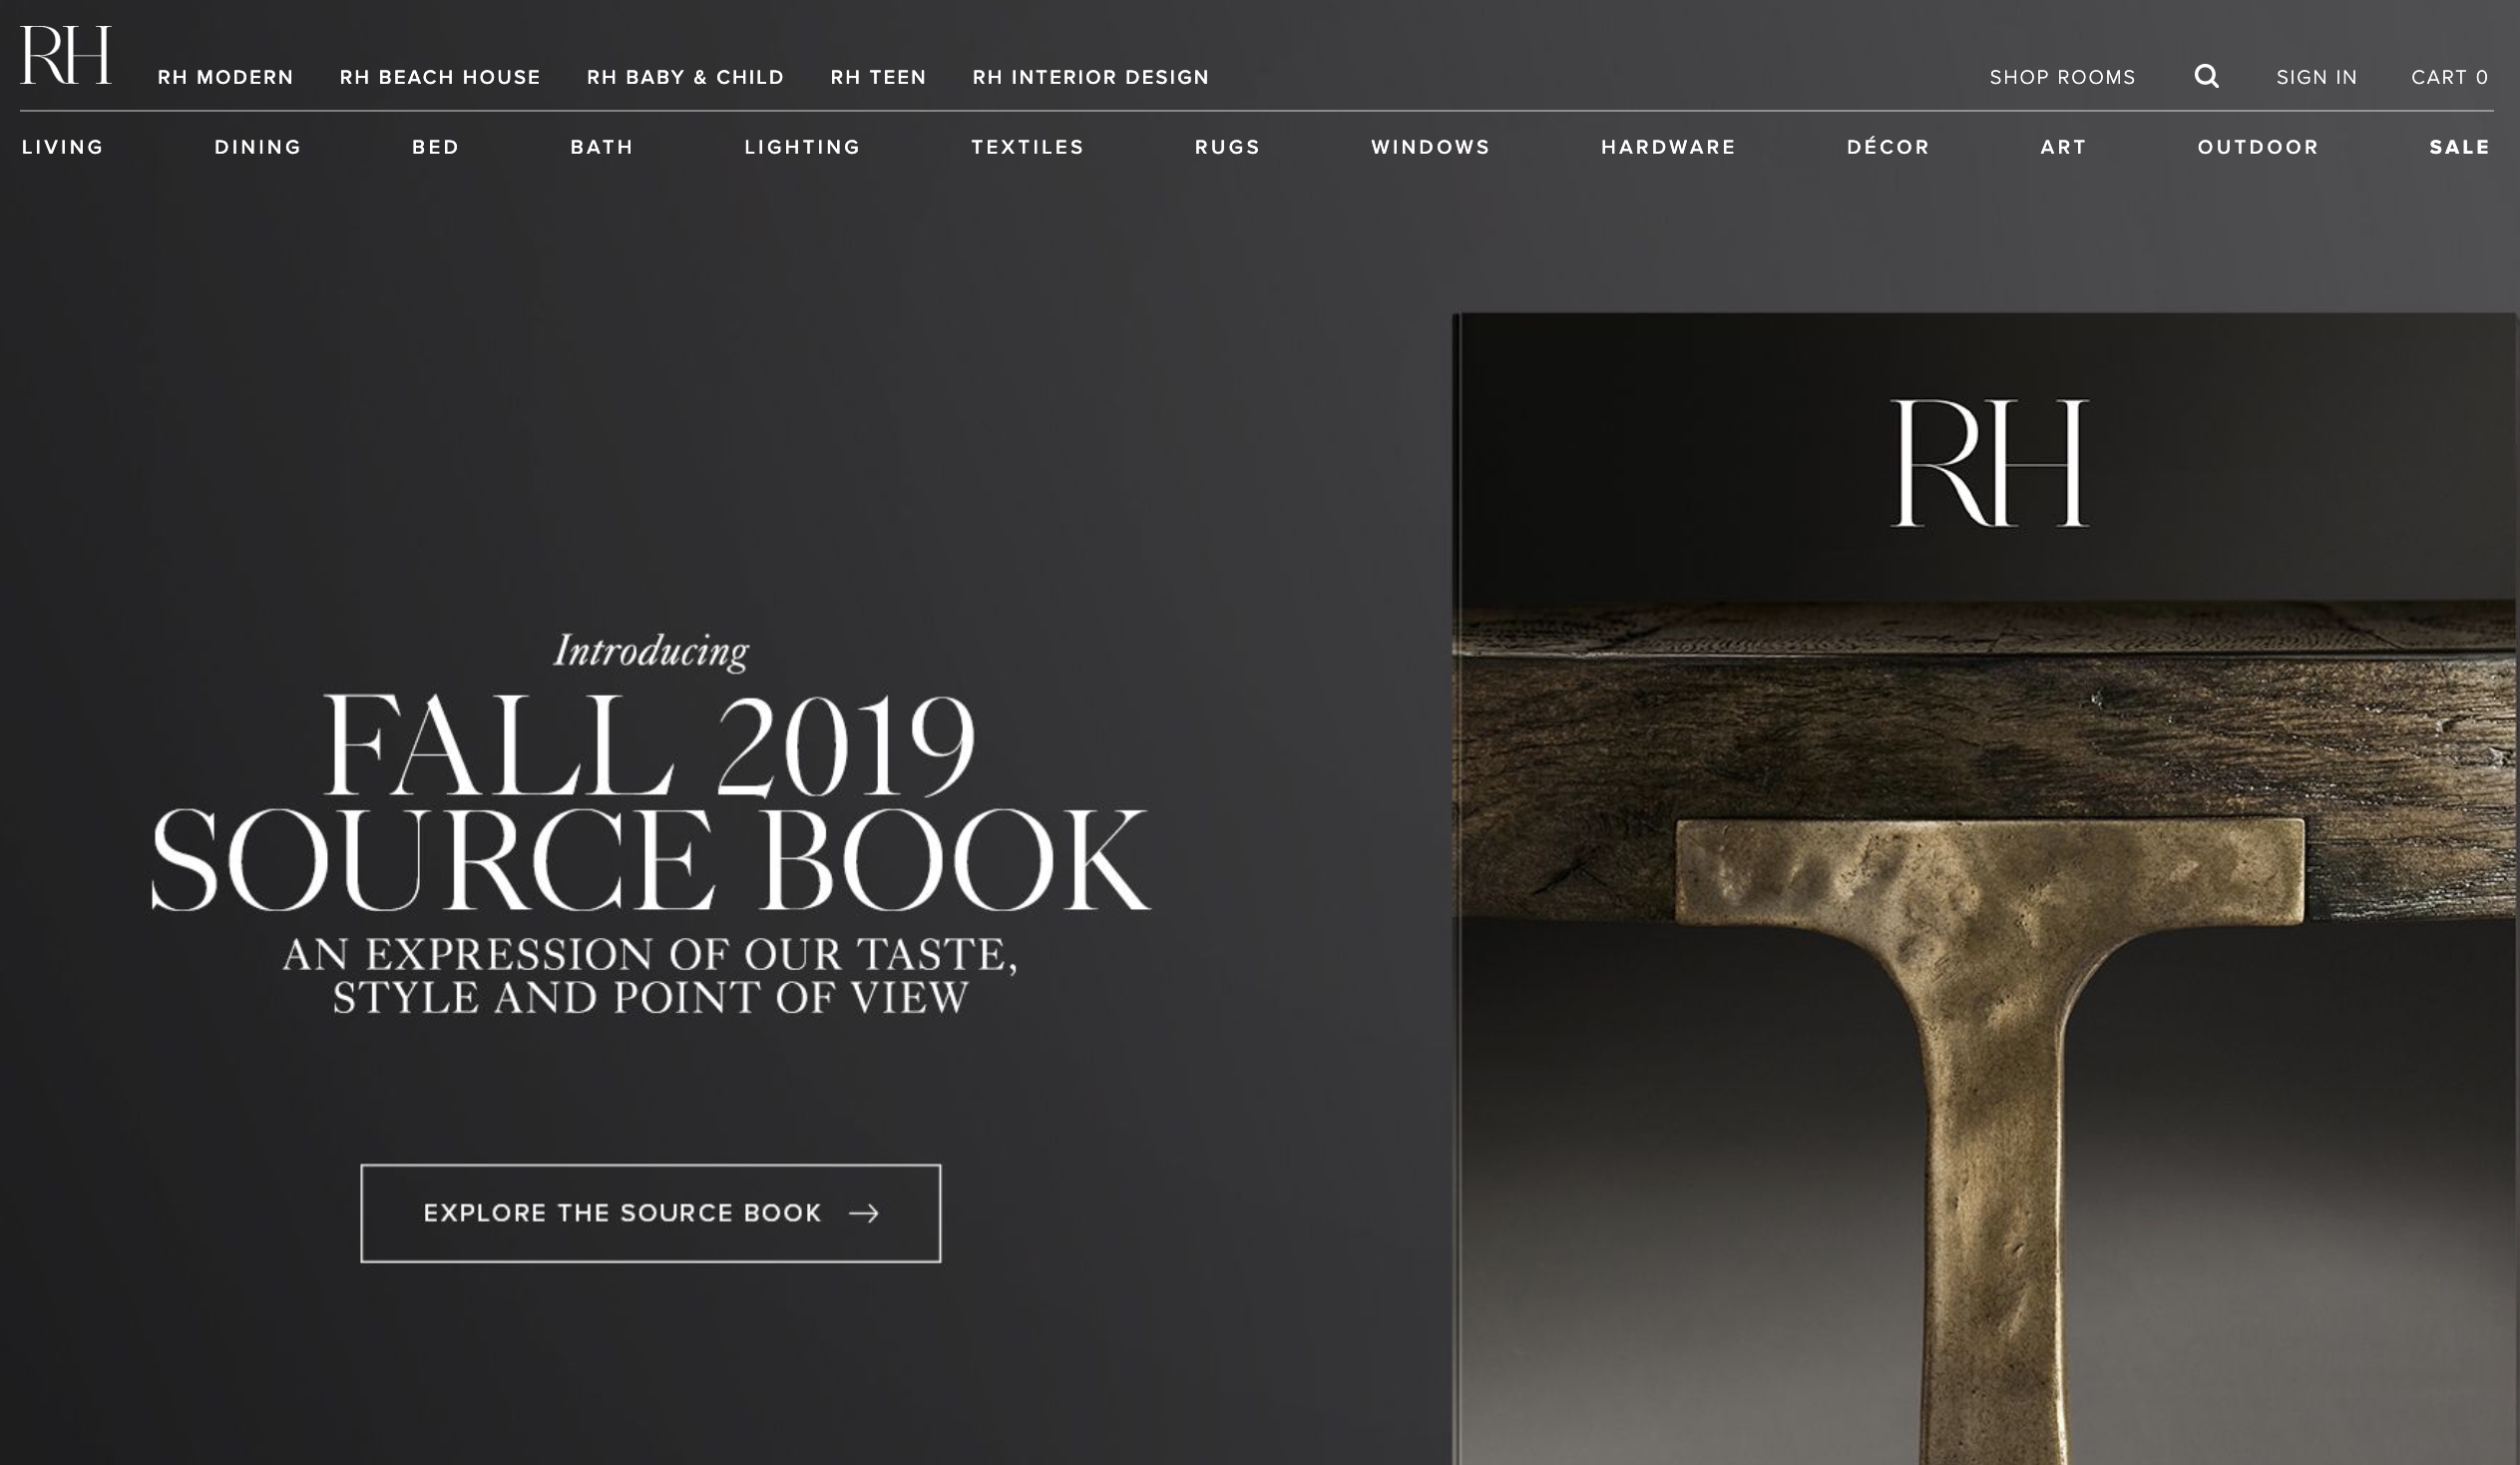 RH
RH MODERN RH BEACH HOUSE RH BABY & CHILD RH TEEN RH INTERIOR DESIGN SHOP ROOMS SIGN IN CART 0
LIVING DINING BED BATH LIGHTING TEXTILES RUGS WINDOWS HARDWARE DÉCOR ART OUTDOOR SALE
Introducing
FALL 2019
SOURCE BOOK
AN EXPRESSION OF OUR TASTE,
STYLE AND POINT OF VIEW
EXPLORE THE SOURCE BOOK →
RH